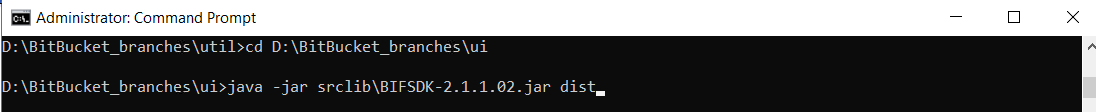 Administrator: Command Prompt
D:\BitBucket_branches\util>cd D:\BitBucket_branches\ui
D:\BitBucket_branches\ui>java -jar srclib\BIFSDK-2.1.1.02.jar dist